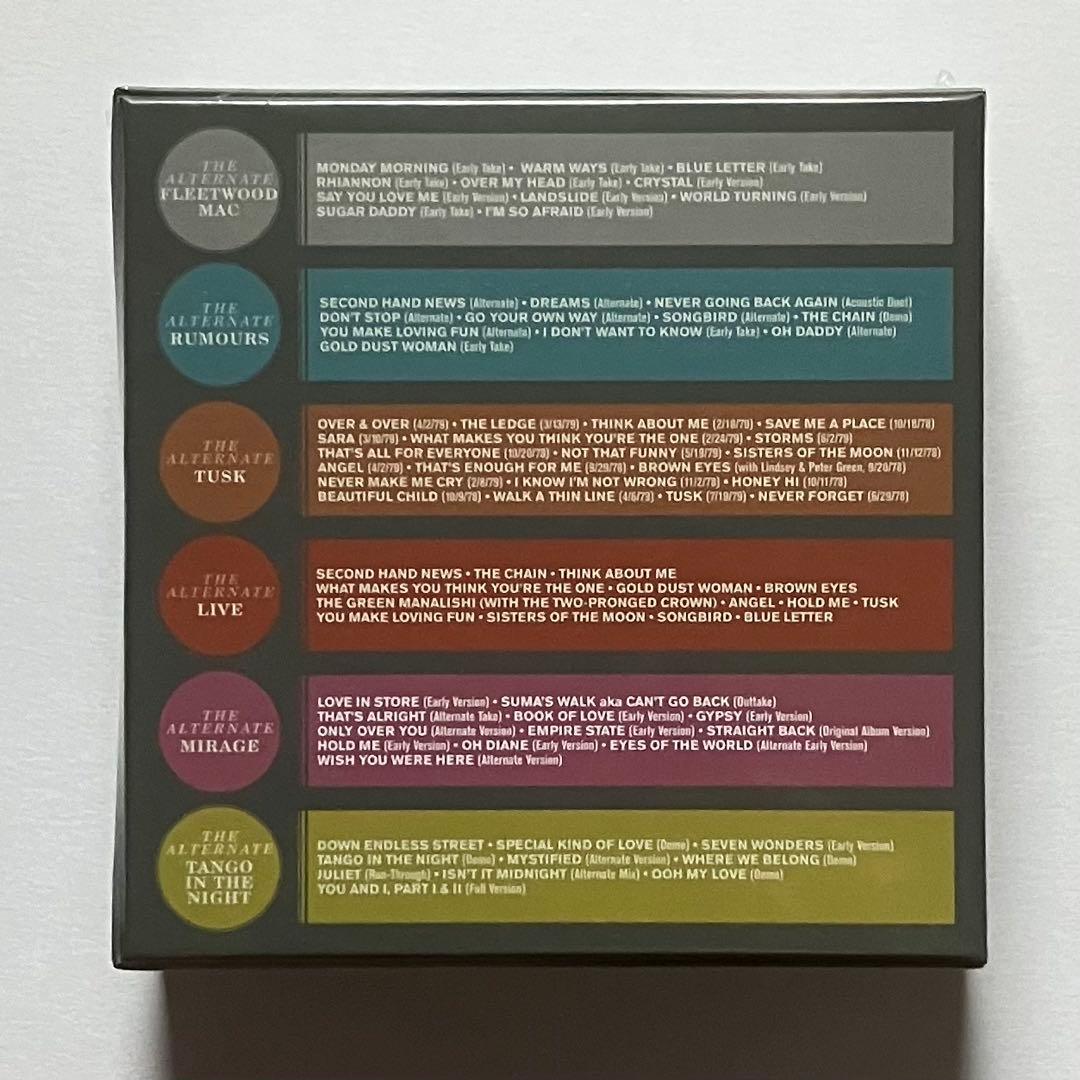 THE
ALTERNATE
FLEETWOOD
MAC
MONDAY MORNING (Early Take) • WARM WAYS (Early Take) • BLUE LETTER (Early Take)
RHIANNON (Early Take) • OVER MY HEAD (Early Take) • CRYSTAL (Early Version)
SAY YOU LOVE ME (Early Version) • LANDSLIDE (Early Version) • WORLD TURNING (Early Version)
SUGAR DADDY (Early Take) • I'M SO AFRAID (Early Version)
THE
ALTERNATE
RUMOURS
SECOND HAND NEWS (Alternate) • DREAMS (Alternate) • NEVER GOING BACK AGAIN (Acoustic Duet)
DON'T STOP (Alternate) • GO YOUR OWN WAY (Alternate) • SONGBIRD (Alternate) • THE CHAIN (Demo)
YOU MAKE LOVING FUN (Alternate) • I DON'T WANT TO KNOW (Early Take) • OH DADDY (Alternate)
GOLD DUST WOMAN (Early Take)
THE
ALTERNATE
TUSK
OVER & OVER (4/2/79) • THE LEDGE (3/13/79) • THINK ABOUT ME (2/18/79) • SAVE ME A PLACE (10/18/78)
SARA (3/10/79) • WHAT MAKES YOU THINK YOU'RE THE ONE (2/24/79) • STORMS (6/2/79)
THAT'S ALL FOR EVERYONE (10/20/78) • NOT THAT FUNNY (5/19/79) • SISTERS OF THE MOON (11/12/78)
ANGEL (4/2/79) • THAT'S ENOUGH FOR ME (9/29/78) • BROWN EYES (with Lindsey & Peter Green, 9/20/78)
NEVER MAKE ME CRY (2/8/79) • I KNOW I'M NOT WRONG (11/2/78) • HONEY HI (10/11/78)
BEAUTIFUL CHILD (10/9/78) • WALK A THIN LINE (4/6/79) • TUSK (7/19/79) • NEVER FORGET (6/29/78)
THE
ALTERNATE
LIVE
SECOND HAND NEWS • THE CHAIN • THINK ABOUT ME
WHAT MAKES YOU THINK YOU'RE THE ONE • GOLD DUST WOMAN • BROWN EYES
THE GREEN MANALISHI (WITH THE TWO-PRONGED CROWN) • ANGEL • HOLD ME • TUSK
YOU MAKE LOVING FUN • SISTERS OF THE MOON • SONGBIRD • BLUE LETTER
THE
ALTERNATE
MIRAGE
LOVE IN STORE (Early Version) • SUMA'S WALK aka CAN'T GO BACK (Outtake)
THAT'S ALRIGHT (Alternate Take) • BOOK OF LOVE (Early Version) • GYPSY (Early Version)
ONLY OVER YOU (Alternate Version) • EMPIRE STATE (Early Version) • STRAIGHT BACK (Original Album Version)
HOLD ME (Early Version) • OH DIANE (Early Version) • EYES OF THE WORLD (Alternate Early Version)
WISH YOU WERE HERE (Alternate Version)
THE
ALTERNATE
TANGO
IN THE
NIGHT
DOWN ENDLESS STREET • SPECIAL KIND OF LOVE (Demo) • SEVEN WONDERS (Early Version)
TANGO IN THE NIGHT (Demo) • MYSTIFIED (Alternate Version) • WHERE WE BELONG (Demo)
JULIET (Run-Through) • ISN'T IT MIDNIGHT (Alternate Mix) • OOH MY LOVE (Demo)
YOU AND I, PART I & II (Full Version)